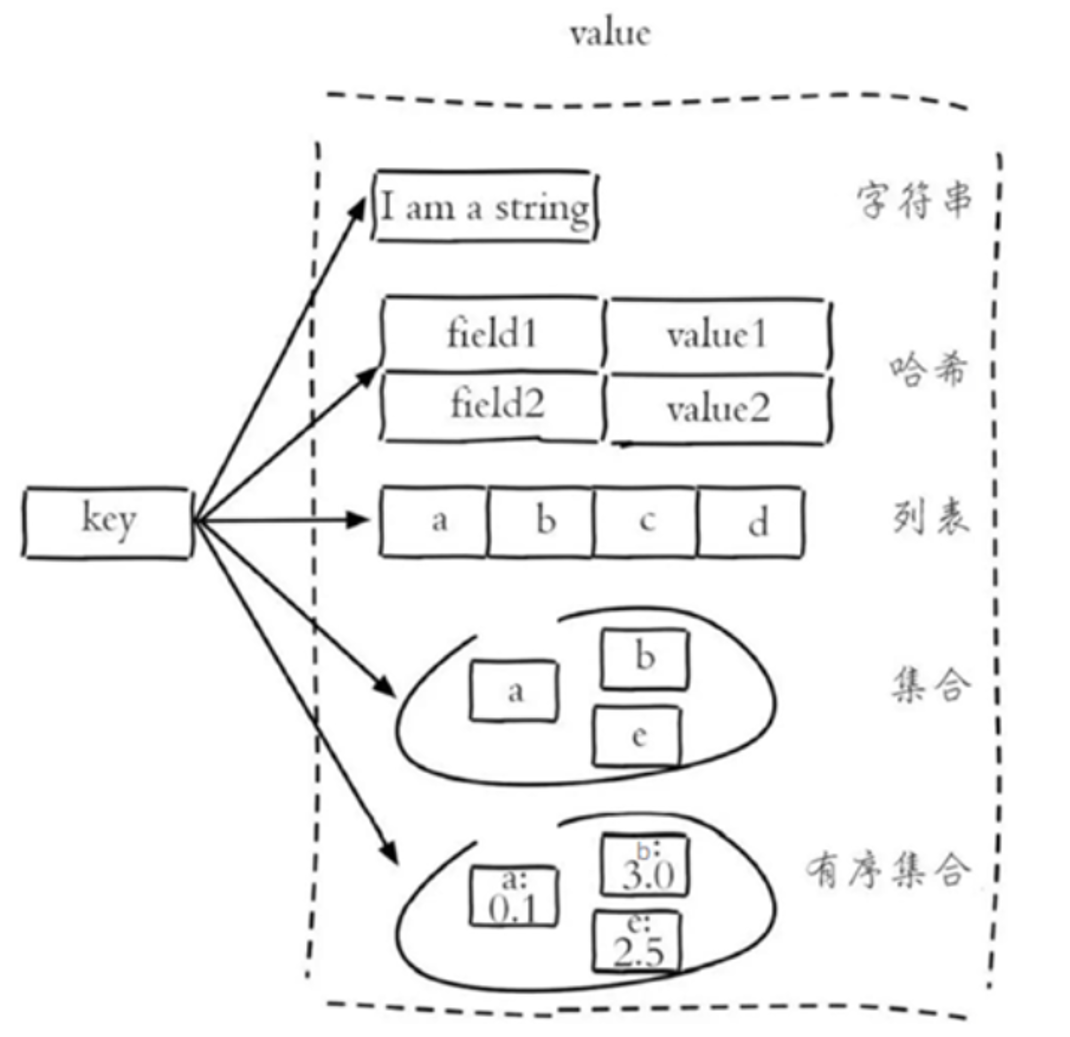 value
I am a string
字符串
field1 value1
哈希
field2 value2
key
a b c d
列表
b
a
e
集合
b:
3.0
a:
0.1
有序集合
e:
2.5